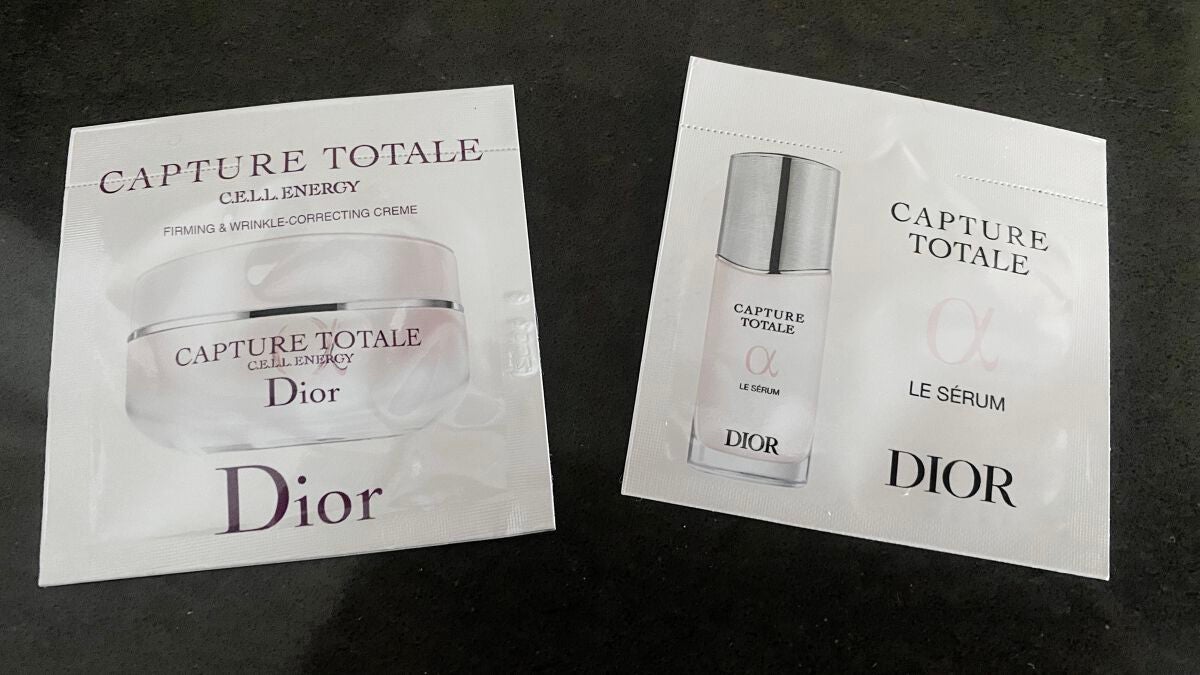 CAPTURE TOTALE
C.E.L.L. ENERGY
FIRMING & WRINKLE-CORRECTING CREME
CAPTURE TOTALE
C.E.L.L. ENERGY
Dior
Dior
CAPTURE
TOTALE
α
LE SÉRUM
DIOR
CAPTURE
TOTALE
α
LE SÉRUM
DIOR